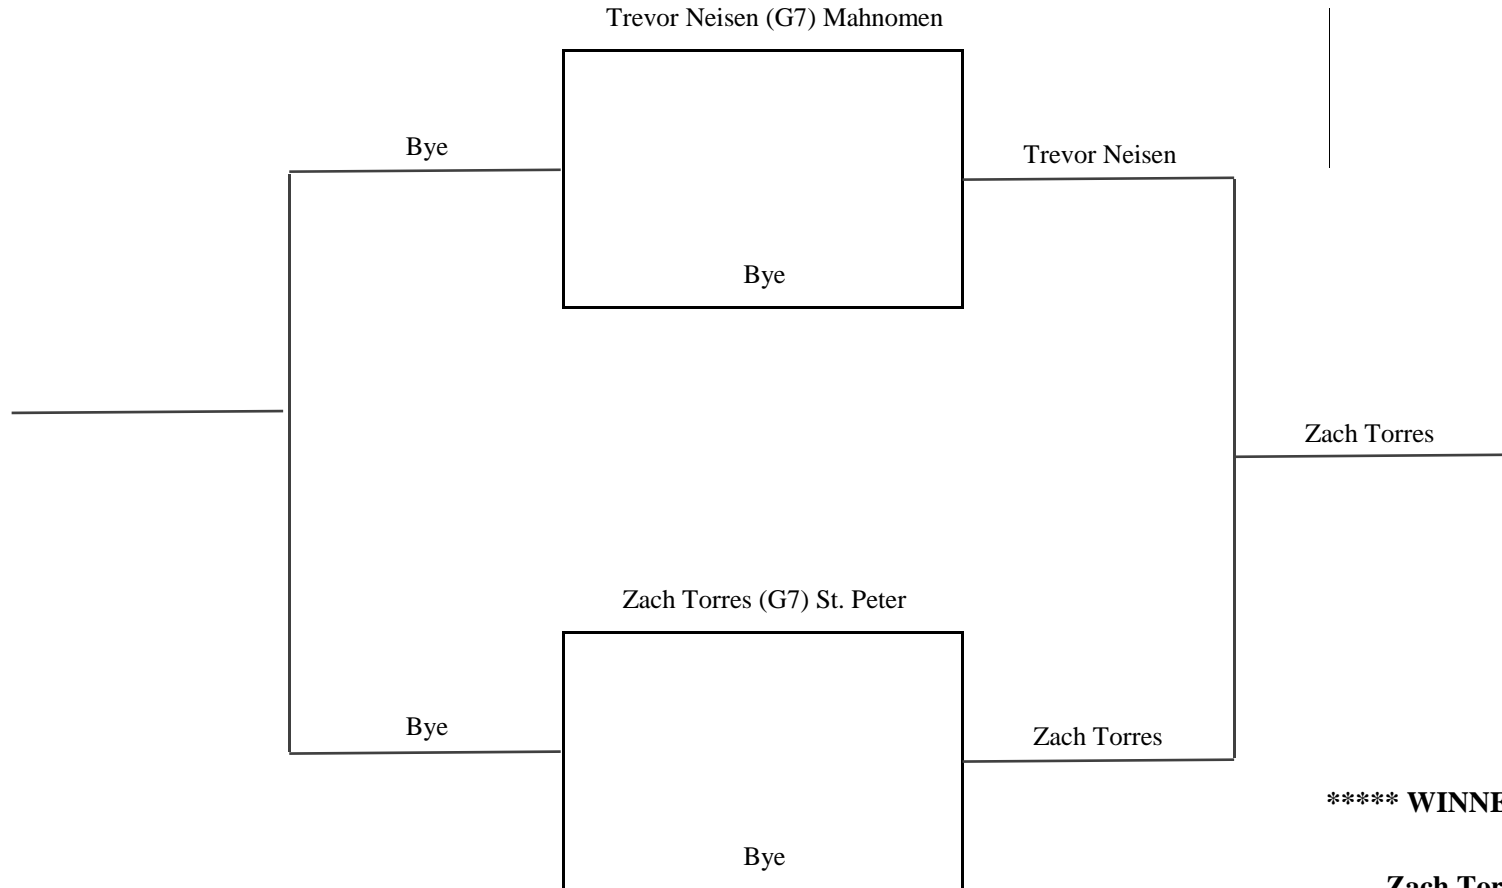 Trevor Neisen (G7) Mahnomen
Bye
Trevor Neisen
Bye
Zach Torres
Zach Torres (G7) St. Peter
Bye
Zach Torres
*****
Bye
Zach